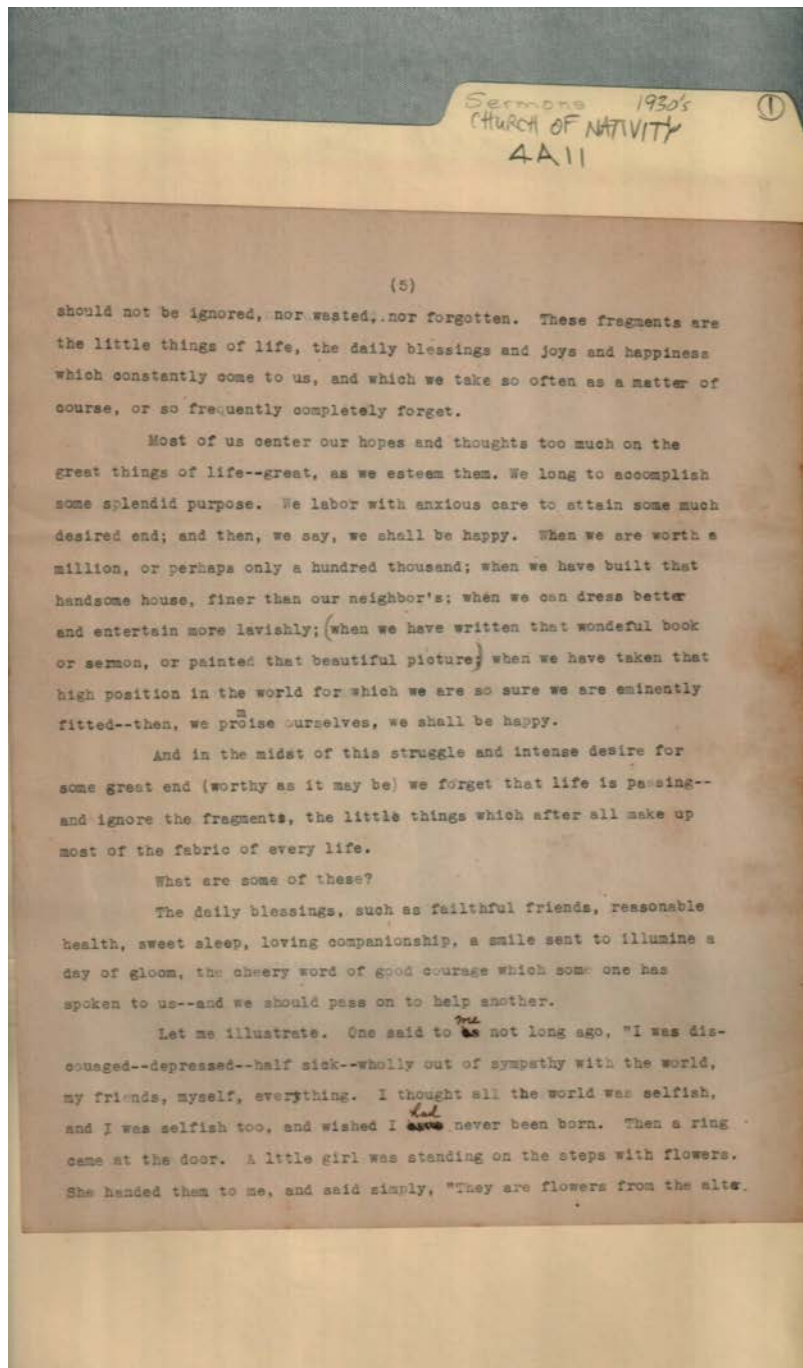 Sermons 1930's
①
CHURCH OF NATIVITY
4A11
(5)
should not be ignored, nor wasted, nor forgotten. These fragments are
the little things of life, the daily blessings and joys and happiness
which constantly come to us, and which we take so often as a matter of
course, or so frequently completely forget.
Most of us center our hopes and thoughts too much on the
great things of life--great, as we esteem them. We long to accomplish
some splendid purpose. We labor with anxious care to attain some much
desired end; and then, we say, we shall be happy. When we are worth a
million, or perhaps only a hundred thousand; when we have built that
handsome house, finer than our neighbor's; when we can dress better
and entertain more lavishly; (when we have written that wondeful book
or sermon, or painted that beautiful picture;) when we have taken that
high position in the world for which we are so sure we are eminently
fitted--then, we promise ourselves, we shall be happy.
And in the midst of this struggle and intense desire for
some great end (worthy as it may be) we forget that life is passing--
and ignore the fragments, the little things which after all make up
most of the fabric of every life.
What are some of these?
The daily blessings, such as failthful friends, reasonable
health, sweet sleep, loving companionship, a smile sent to illumine a
day of gloom, the cheery word of good courage which some one has
spoken to us--and we should pass on to help another.
Let me illustrate. One said to me not long ago, "I was dis-
couaged--depressed--half sick--wholly out of sympathy with the world,
my friends, myself, everything. I thought all the world was selfish,
and I was selfish too, and wished I had never been born. Then a ring
came at the door. A lttle girl was standing on the steps with flowers.
She handed them to me, and said simply, "They are flowers from the alta